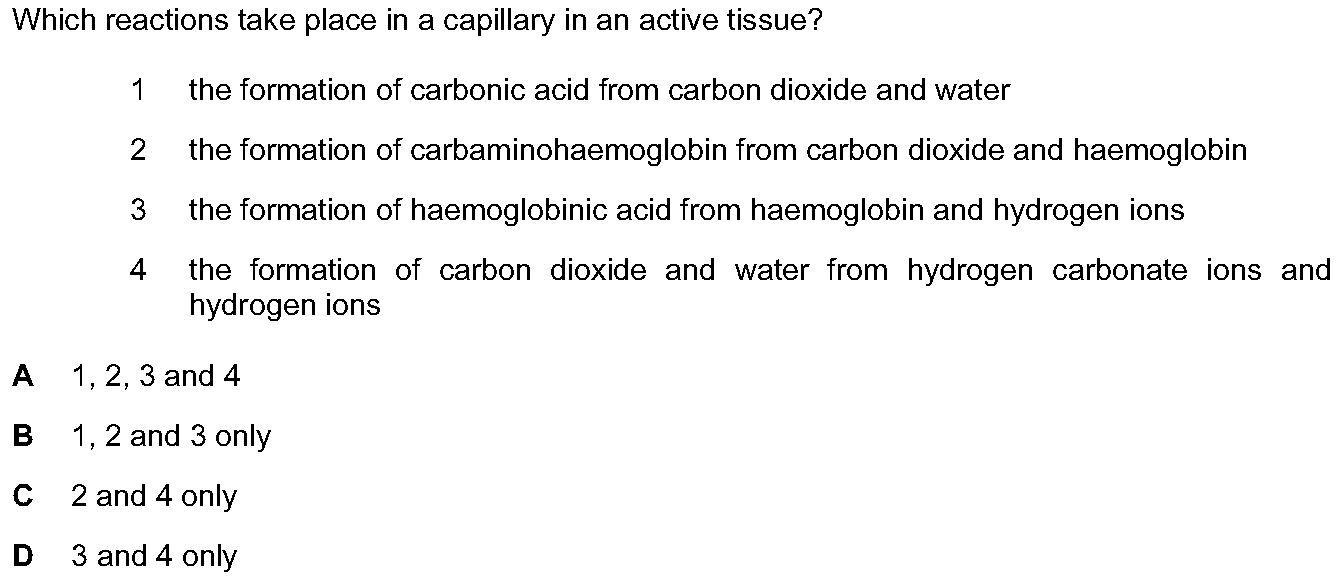 Which reactions take place in a capillary in an active tissue?
1 the formation of carbonic acid from carbon dioxide and water
2 the formation of carbaminohaemoglobin from carbon dioxide and haemoglobin
3 the formation of haemoglobinic acid from haemoglobin and hydrogen ions
4 the formation of carbon dioxide and water from hydrogen carbonate ions and
hydrogen ions
A 1, 2, 3 and 4
B 1, 2 and 3 only
C 2 and 4 only
D 3 and 4 only